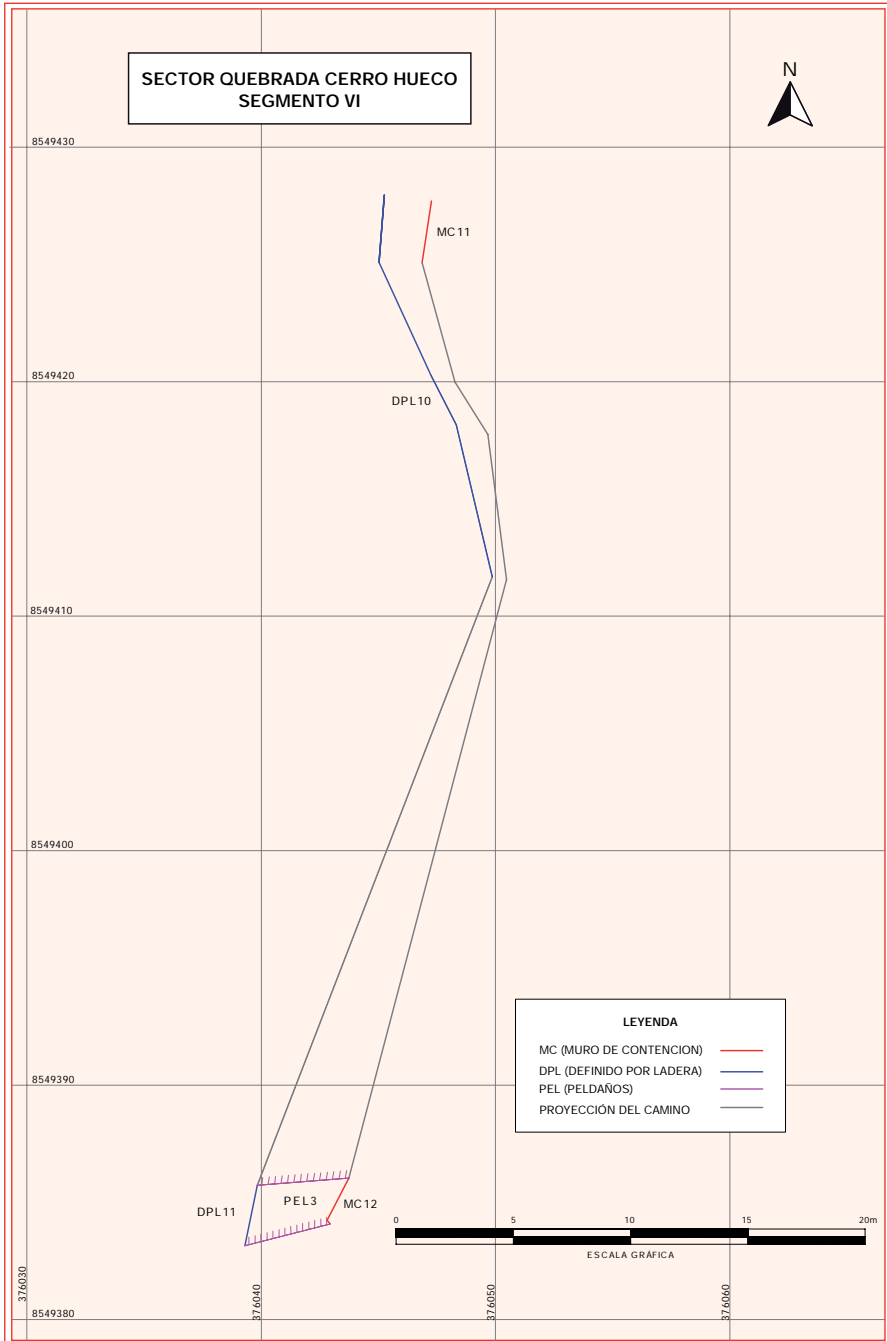 SECTOR QUEBRADA CERRO HUECO
SEGMENTO VI
N
8549430
MC11
8549420
DPL10
8549410
8549400
LEYENDA
MC (MURO DE CONTENCION)
DPL (DEFINIDO POR LADERA)
PEL (PELDAÑOS)
PROYECCIÓN DEL CAMINO
8549390
DPL11
PEL3
MC12
0
5
10
15
20m
ESCALA GRÁFICA
376030
376040
376050
376060
8549380